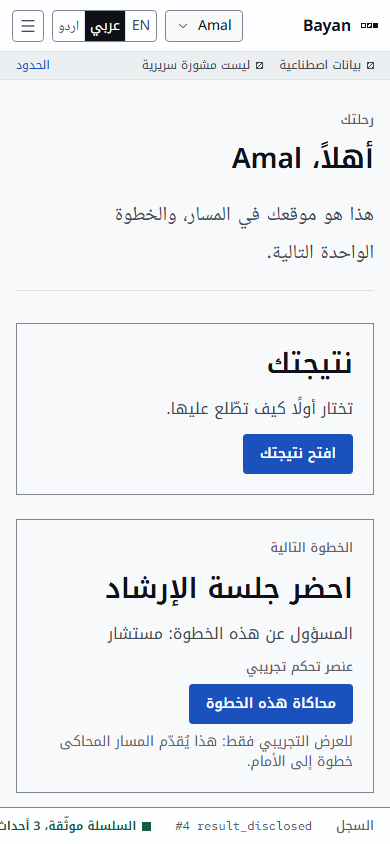 Bayan
Amal
EN
عربي
اردو
بيانات اصطناعية
ليست مشورة سريرية
الحدود
رحلتك
أهلاً، Amal
هذا هو موقعك في المسار، والخطوة
الواحدة التالية.
نتيجتك
تختار أولًا كيف تطّلع عليها.
افتح نتيجتك
الخطوة التالية
احضر جلسة الإرشاد
المسؤول عن هذه الخطوة: مستشار
عنصر تحكم تجريبي
محاكاة هذه الخطوة
للعرض التجريبي فقط: هذا يُقدّم المسار المحاكى
خطوة إلى الأمام.
السجل
#4 result_disclosed
السلسلة موثّقة، 3 أحداث